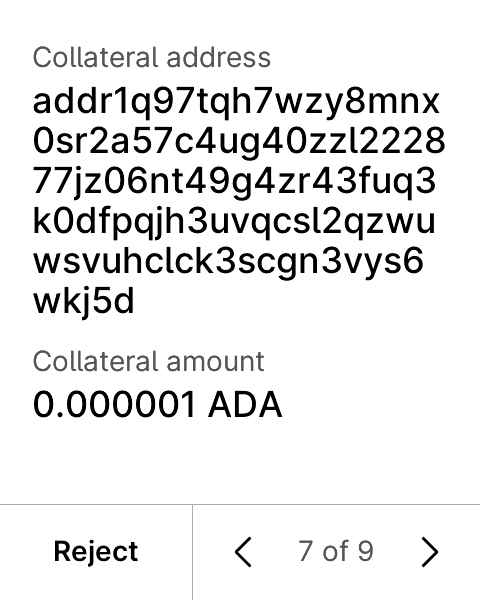 Collateral address
addr1q97tqh7wzy8mnx
0sr2a57c4ug40zzl2228
77jz06nt49g4zr43fuq3
k0dfpqjh3uvqcsl2qzwu
wsvuhclck3scgn3vys6
wkj5d
Collateral amount
0.000001 ADA
Reject
7 of 9